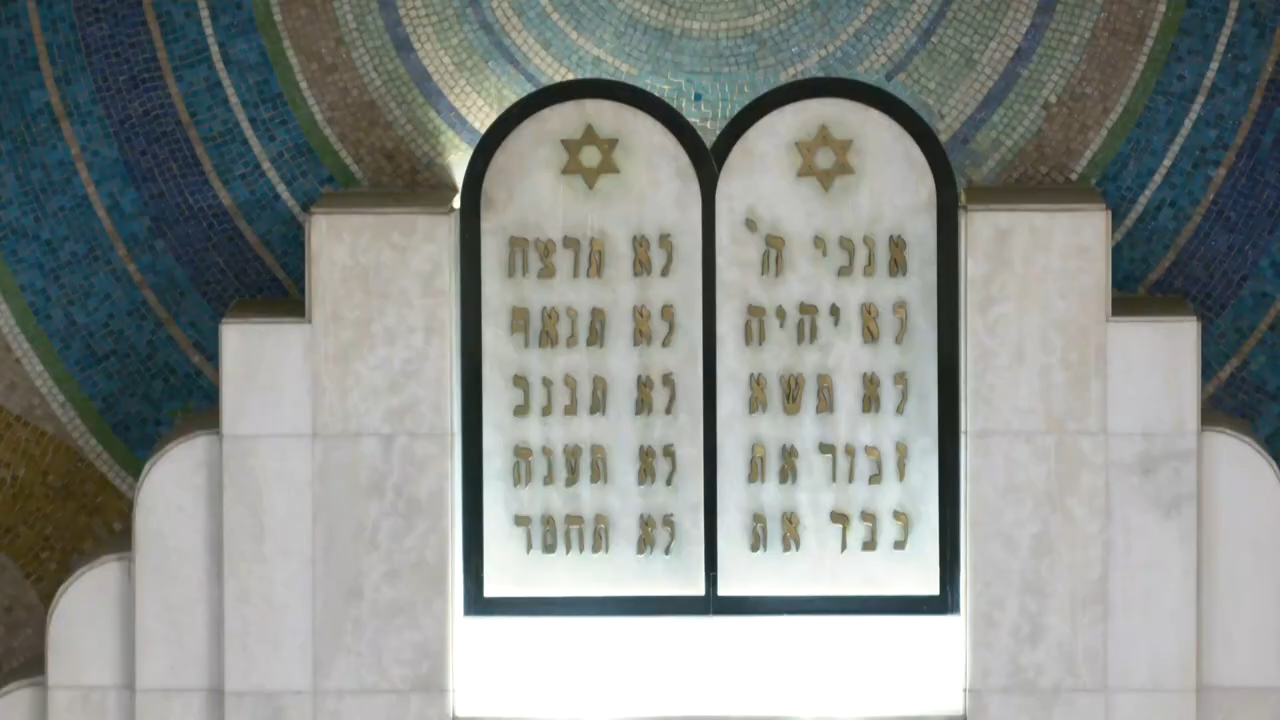 אנכי ה'
לא יהיה
לא תשא
זכור את
כבד את
לא תרצח
לא תנאף
לא תגנב
לא תענה
לא תחמד